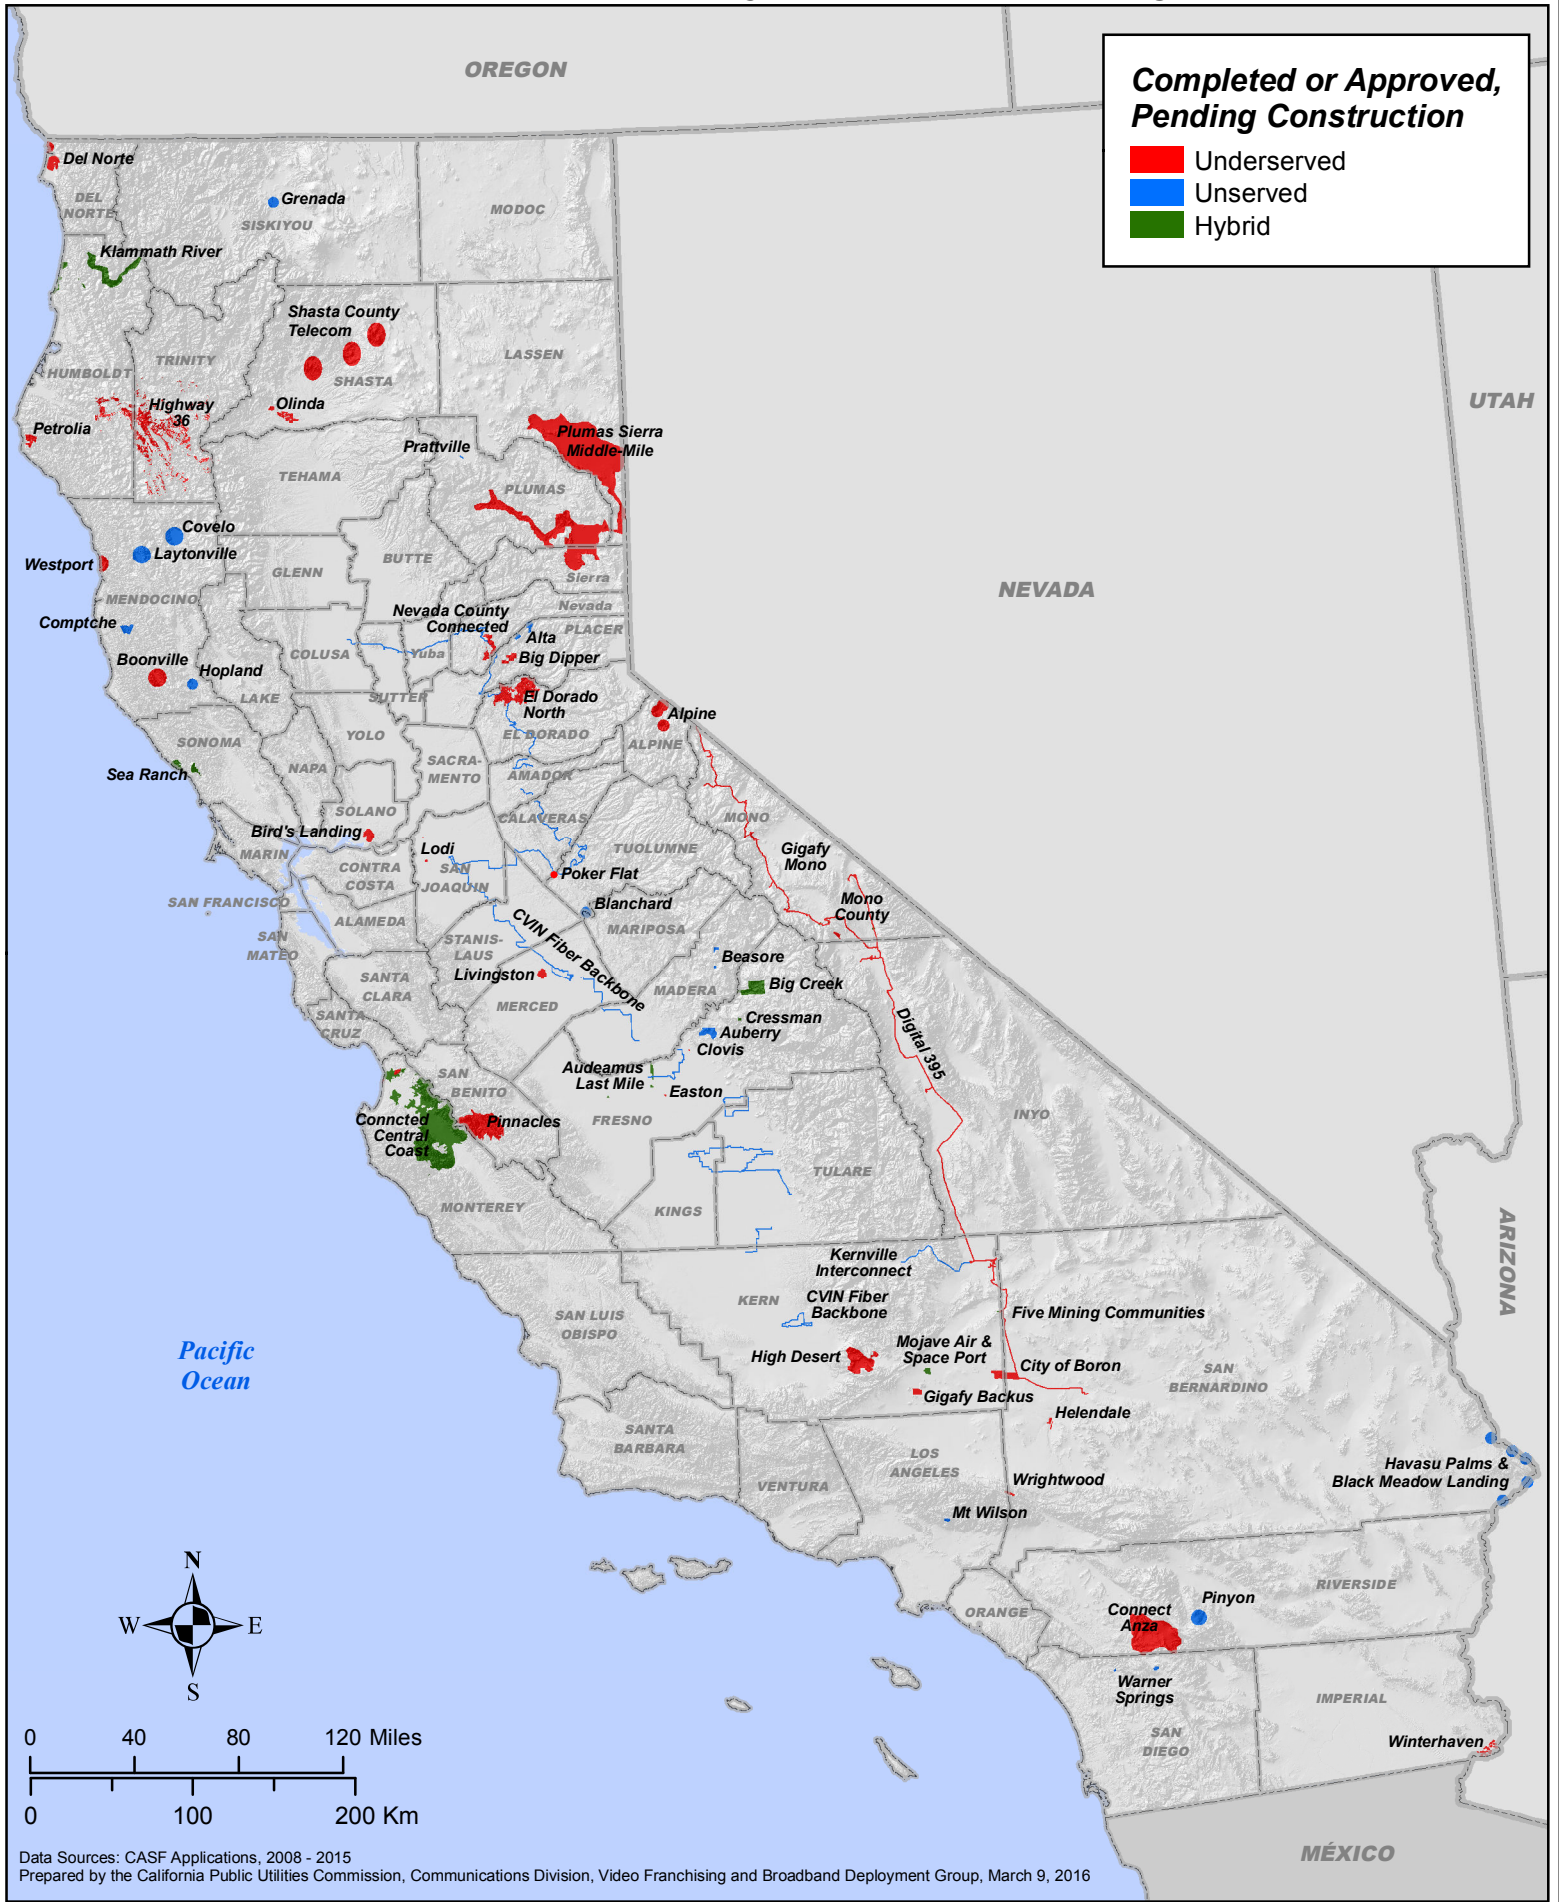 OREGON
Completed or Approved,
Pending Construction
Underserved
Unserved
Hybrid
Del Norte
DEL
NORTE
Grenada
SISKIYOU
MODOC
Klammath River
Shasta County
Telecom
SHASTA
LASSEN
TRINITY
HUMBOLDT
Highway
36
Olinda
Petrolia
UTAH
Plumas Sierra
Middle-Mile
Prattville
TEHAMA
PLUMAS
Covelo
Laytonville
Westport
BUTTE
GLENN
Sierra
NEVADA
MENDOCINO
Comptche
Nevada County
Connected
Nevada
PLACER
Alta
Big Dipper
COLUSA
Yuba
Boonville
Hopland
LAKE
SUTTER
El Dorado
North
Alpine
SONOMA
YOLO
EL DORADO
ALPINE
Sea Ranch
NAPA
SACRA-
MENTO
AMADOR
SOLANO
CALAVERAS
MONO
Bird's Landing
MARIN
CONTRA
COSTA
Lodi
SAN
JOAQUIN
TUOLUMNE
Gigafy
Mono
Poker Flat
SAN FRANCISCO
ALAMEDA
Blanchard
MARIPOSA
Mono
County
SAN
MATEO
STANIS-
LAUS
CVIN Fiber Backbone
Beasore
SANTA
CLARA
Livingston
MERCED
MADERA
Big Creek
SANTA
CRUZ
Cressman
Auberry
Clovis
Digital 395
SAN
BENITO
Audeamus
Last Mile
Easton
Conncted
Central
Coast
Pinnacles
FRESNO
INYO
TULARE
MONTEREY
KINGS
ARIZONA
Kernville
Interconnect
KERN
CVIN Fiber
Backbone
Five Mining Communities
SAN LUIS
OBISPO
Pacific
Ocean
High Desert
Mojave Air &
Space Port
City of Boron
SAN
BERNARDINO
Gigafy Backus
Helendale
SANTA
BARBARA
LOS
ANGELES
Havasu Palms &
Black Meadow Landing
VENTURA
Wrightwood
Mt Wilson
N
W
E
S
RIVERSIDE
ORANGE
Connect
Anza
Pinyon
Warner
Springs
IMPERIAL
SAN
DIEGO
Winterhaven
0 40 80 120 Miles
0 100 200 Km
MÉXICO
Data Sources: CASF Applications, 2008 - 2015
Prepared by the California Public Utilities Commission, Communications Division, Video Franchising and Broadband Deployment Group, March 9, 2016